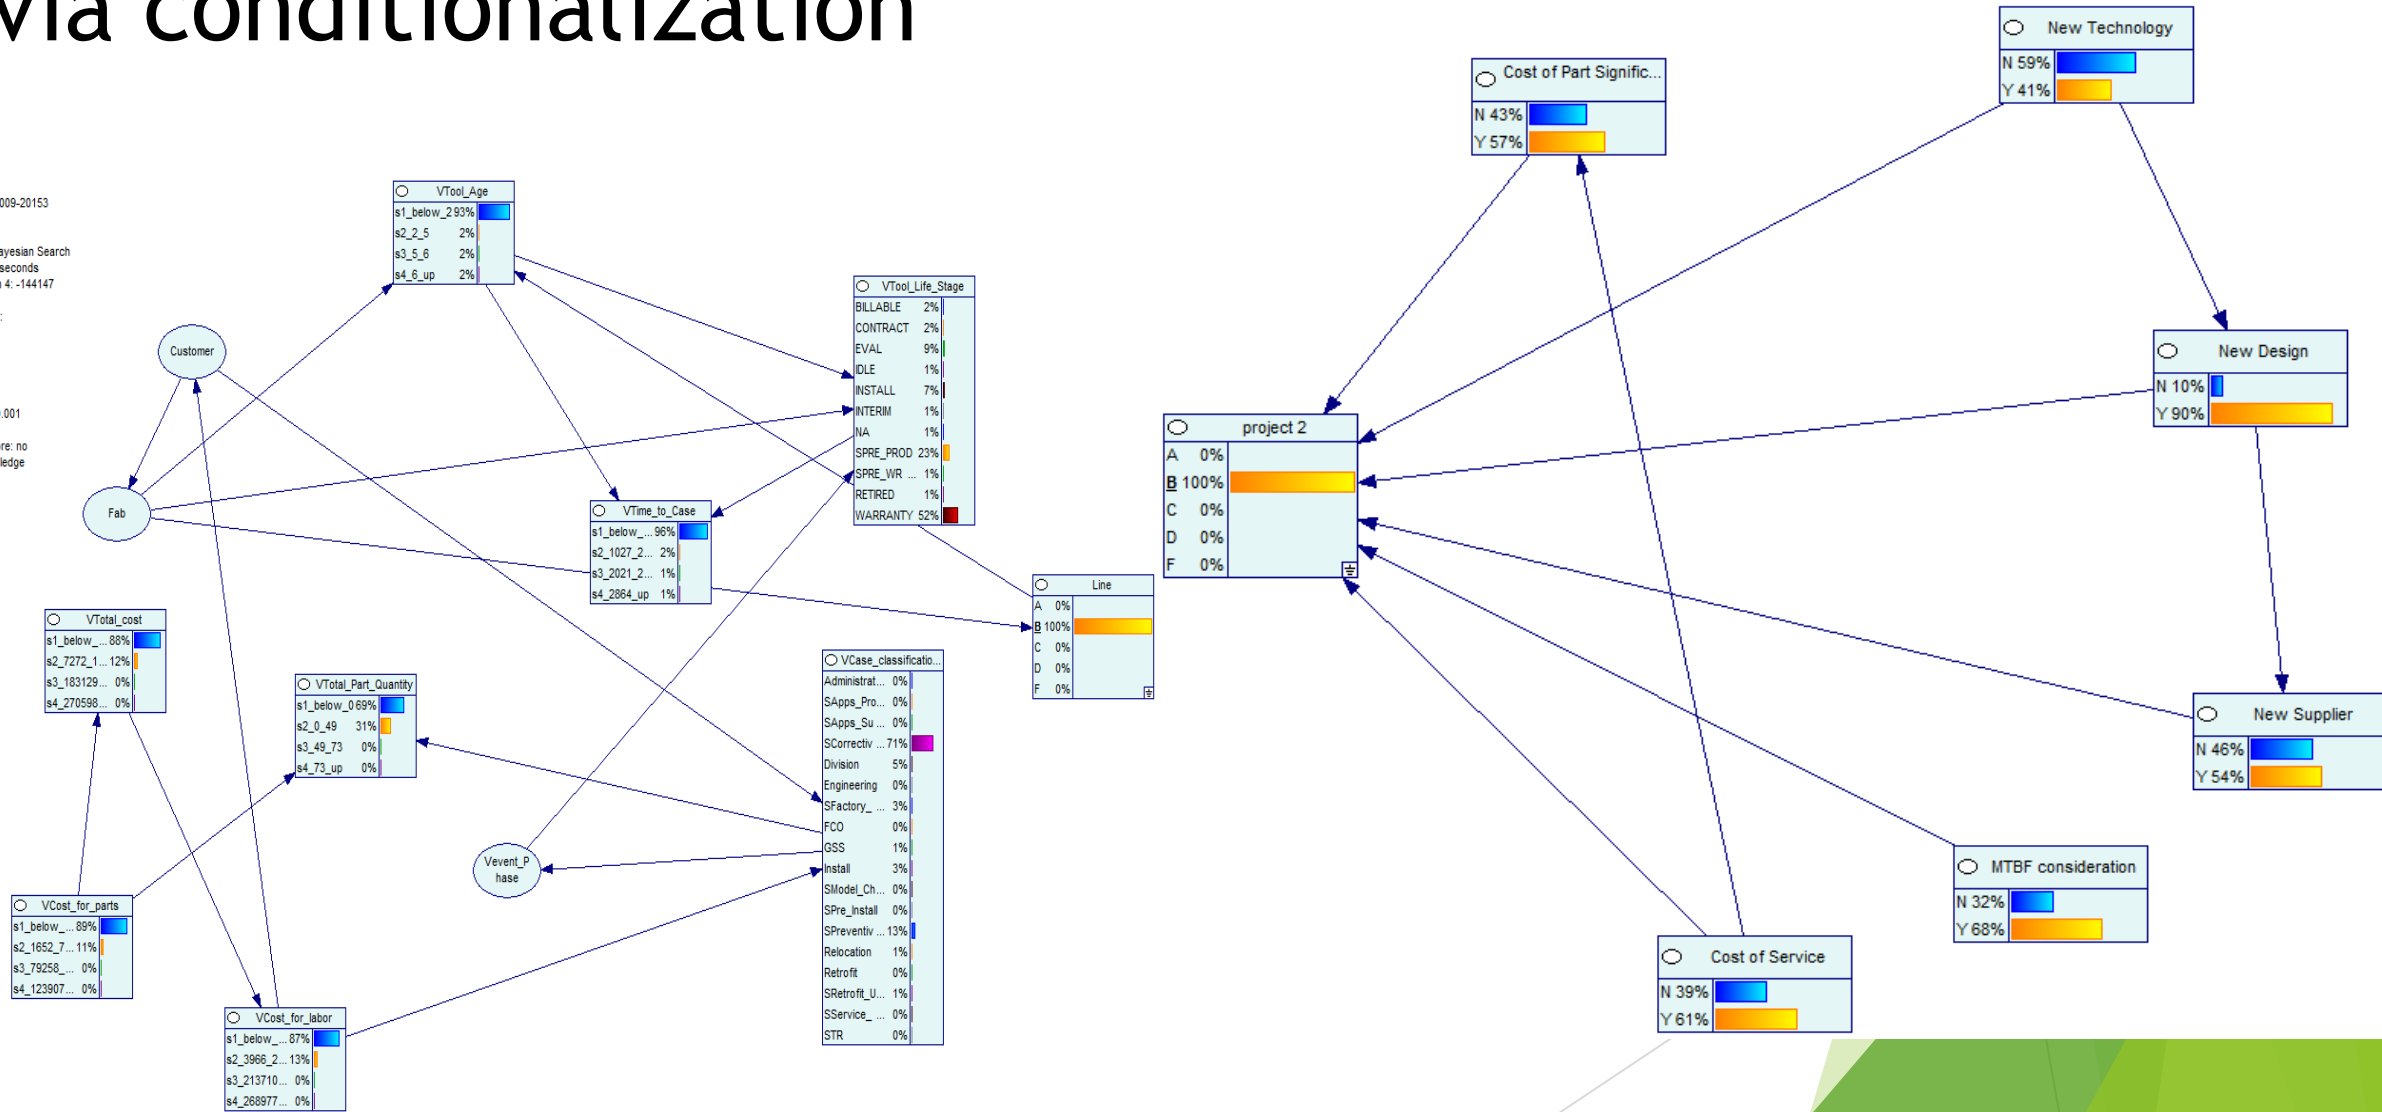 via conditionalization
009-20153
ayesian Search
seconds
4: -144147
:
.001
re: no
ledge
VTool_Age
s1_below_2 93%
s2_2_5 2%
s3_5_6 2%
s4_6_up 2%
Customer
Fab
VTool_Life_Stage
BILLABLE 2%
CONTRACT 2%
EVAL 9%
IDLE 1%
INSTALL 7%
INTERIM 1%
NA 1%
SPRE_PROD 23%
SPRE_WR ... 1%
RETIRED 1%
WARRANTY 52%
VTime_to_Case
s1_below_... 96%
s2_1027_2... 2%
s3_2021_2... 1%
s4_2864_up 1%
Line
A 0%
B 100%
C 0%
D 0%
F 0%
VTotal_cost
s1_below_... 88%
s2_7272_1... 12%
s3_183129... 0%
s4_270598... 0%
VTotal_Part_Quantity
s1_below_0 69%
s2_0_49 31%
s3_49_73 0%
s4_73_up 0%
VCase_classificatio...
Administrat... 0%
SApps_Pro... 0%
SApps_Su ... 0%
SCorrectiv ... 71%
Division 5%
Engineering 0%
SFactory_ ... 3%
FCO 0%
GSS 1%
Install 3%
SModel_Ch... 0%
SPre_Install 0%
SPreventiv ... 13%
Relocation 1%
Retrofit 0%
SRetrofit_U... 1%
SService_ ... 0%
STR 0%
Vevent_P
hase
VCost_for_parts
s1_below_... 89%
s2_1652_7... 11%
s3_79258_... 0%
s4_123907... 0%
VCost_for_labor
s1_below_... 87%
s2_3966_2... 13%
s3_213710... 0%
s4_268977... 0%
Cost of Part Signific...
N 43%
Y 57%
New Technology
N 59%
Y 41%
New Design
N 10%
Y 90%
project 2
A 0%
B 100%
C 0%
D 0%
F 0%
New Supplier
N 46%
Y 54%
MTBF consideration
N 32%
Y 68%
Cost of Service
N 39%
Y 61%